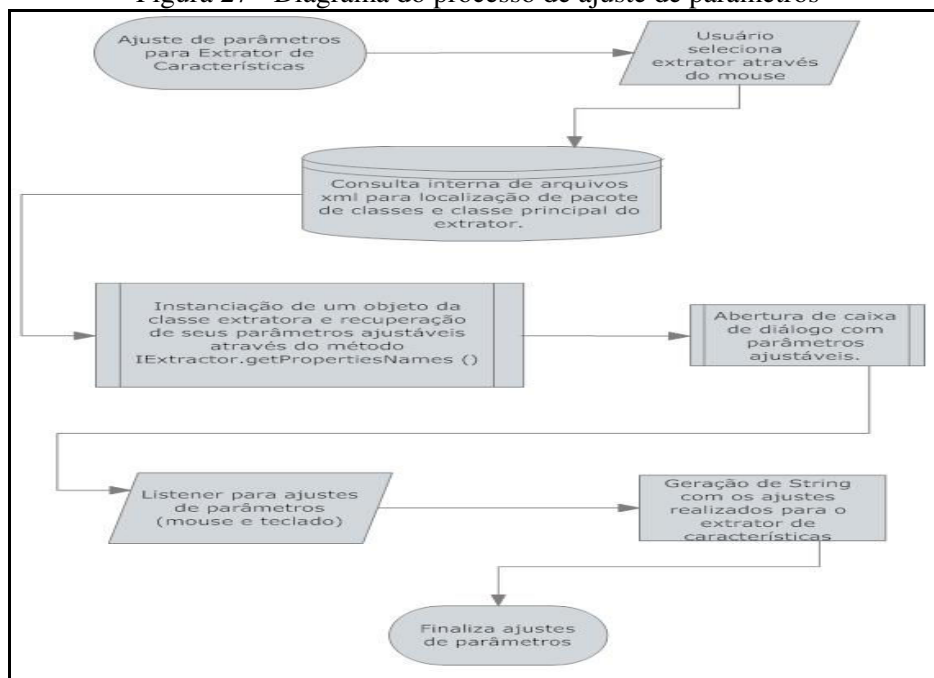 Figura 27 - Diagrama do processo de ajuste de parâmetros
Ajuste de parâmetros
para Extrator de
Características
Usuário
seleciona
extrator através
do mouse
Consulta interna de arquivos
xml para localização de pacote
de classes e classe principal do
extrator.
Instanciação de um objeto da
classe extratora e recuperação
de seus parâmetros ajustáveis
através do método
IExtractor.getPropertiesNames ()
Abertura de caixa
de diálogo com
parâmetros
ajustáveis.
Listener para ajustes
de parâmetros
(mouse e teclado)
Geração de String
com os ajustes
realizados para o
extrator de
características
Finaliza ajustes
de parâmetros